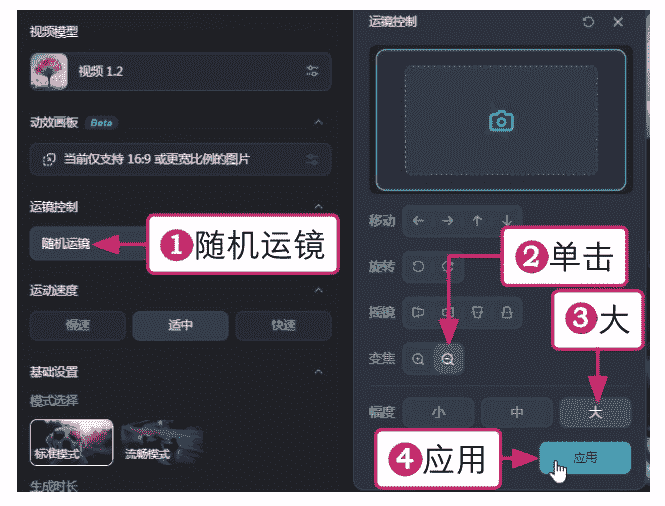 视频模型
视频 1.2
动效画板 Beta
当前仅支持 16:9 或更宽比例的图片
运镜控制
随机运镜
❶随机运镜
运动速度
慢速 适中 快速
基础设置
模式选择
标准模式 流畅模式
生成时长
运镜控制
移动
旋转
❷单击
摇镜
❸大
变焦
幅度 小 中 大
❹应用
应用